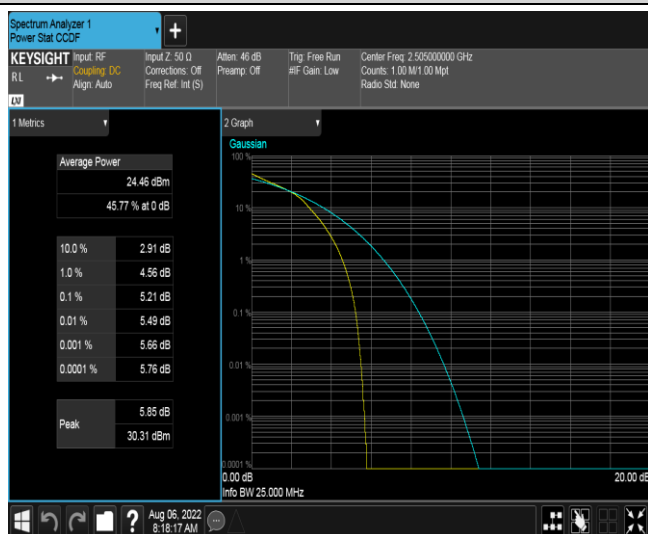 Spectrum Analyzer 1
Power Stat CCDF
KEYSIGHT
RL
LXI
Input: RF
Coupling: DC
Align: Auto
Input Z: 50 Ω
Corrections: Off
Freq Ref: Int (S)
Atten: 46 dB
Preamp: Off
Trig: Free Run
#IF Gain: Low
Center Freq: 2.505000000 GHz
Counts: 1.00 M/1.00 Mpt
Radio Std: None
1 Metrics
Average Power
24.46 dBm
45.77 % at 0 dB
10.0 % 2.91 dB
1.0 % 4.56 dB
0.1 % 5.21 dB
0.01 % 5.49 dB
0.001 % 5.66 dB
0.0001 % 5.76 dB
Peak
5.85 dB
30.31 dBm
2 Graph
Gaussian
100 %
10 %
1 %
0.1 %
0.01 %
0.001 %
0.0001 %
0.00 dB 20.00 dB
Info BW 25.000 MHz
Aug 06, 2022
8:18:17 AM